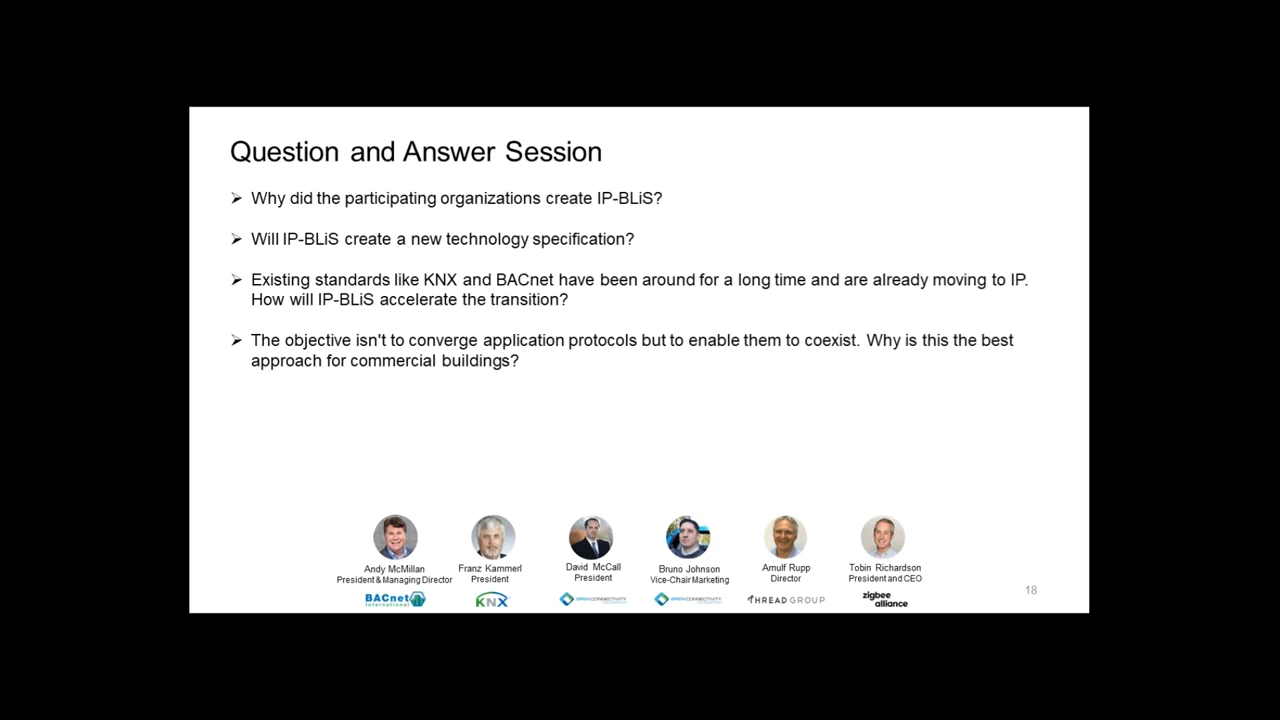 Question and Answer Session
➢ Why did the participating organizations create IP-BLiS?
➢ Will IP-BLiS create a new technology specification?
➢ Existing standards like KNX and BACnet have been around for a long time and are already moving to IP.
How will IP-BLiS accelerate the transition?
➢ The objective isn't to converge application protocols but to enable them to coexist. Why is this the best
approach for commercial buildings?
Andy McMillan
President & Managing Director
BACnet
International
Franz Kammerl
President
KNX
David McCall
President
OPEN CONNECTIVITY
Bruno Johnson
Vice-Chair Marketing
OPEN CONNECTIVITY
Arnulf Rupp
Director
THREAD GROUP
Tobin Richardson
President and CEO
zigbee
alliance
18